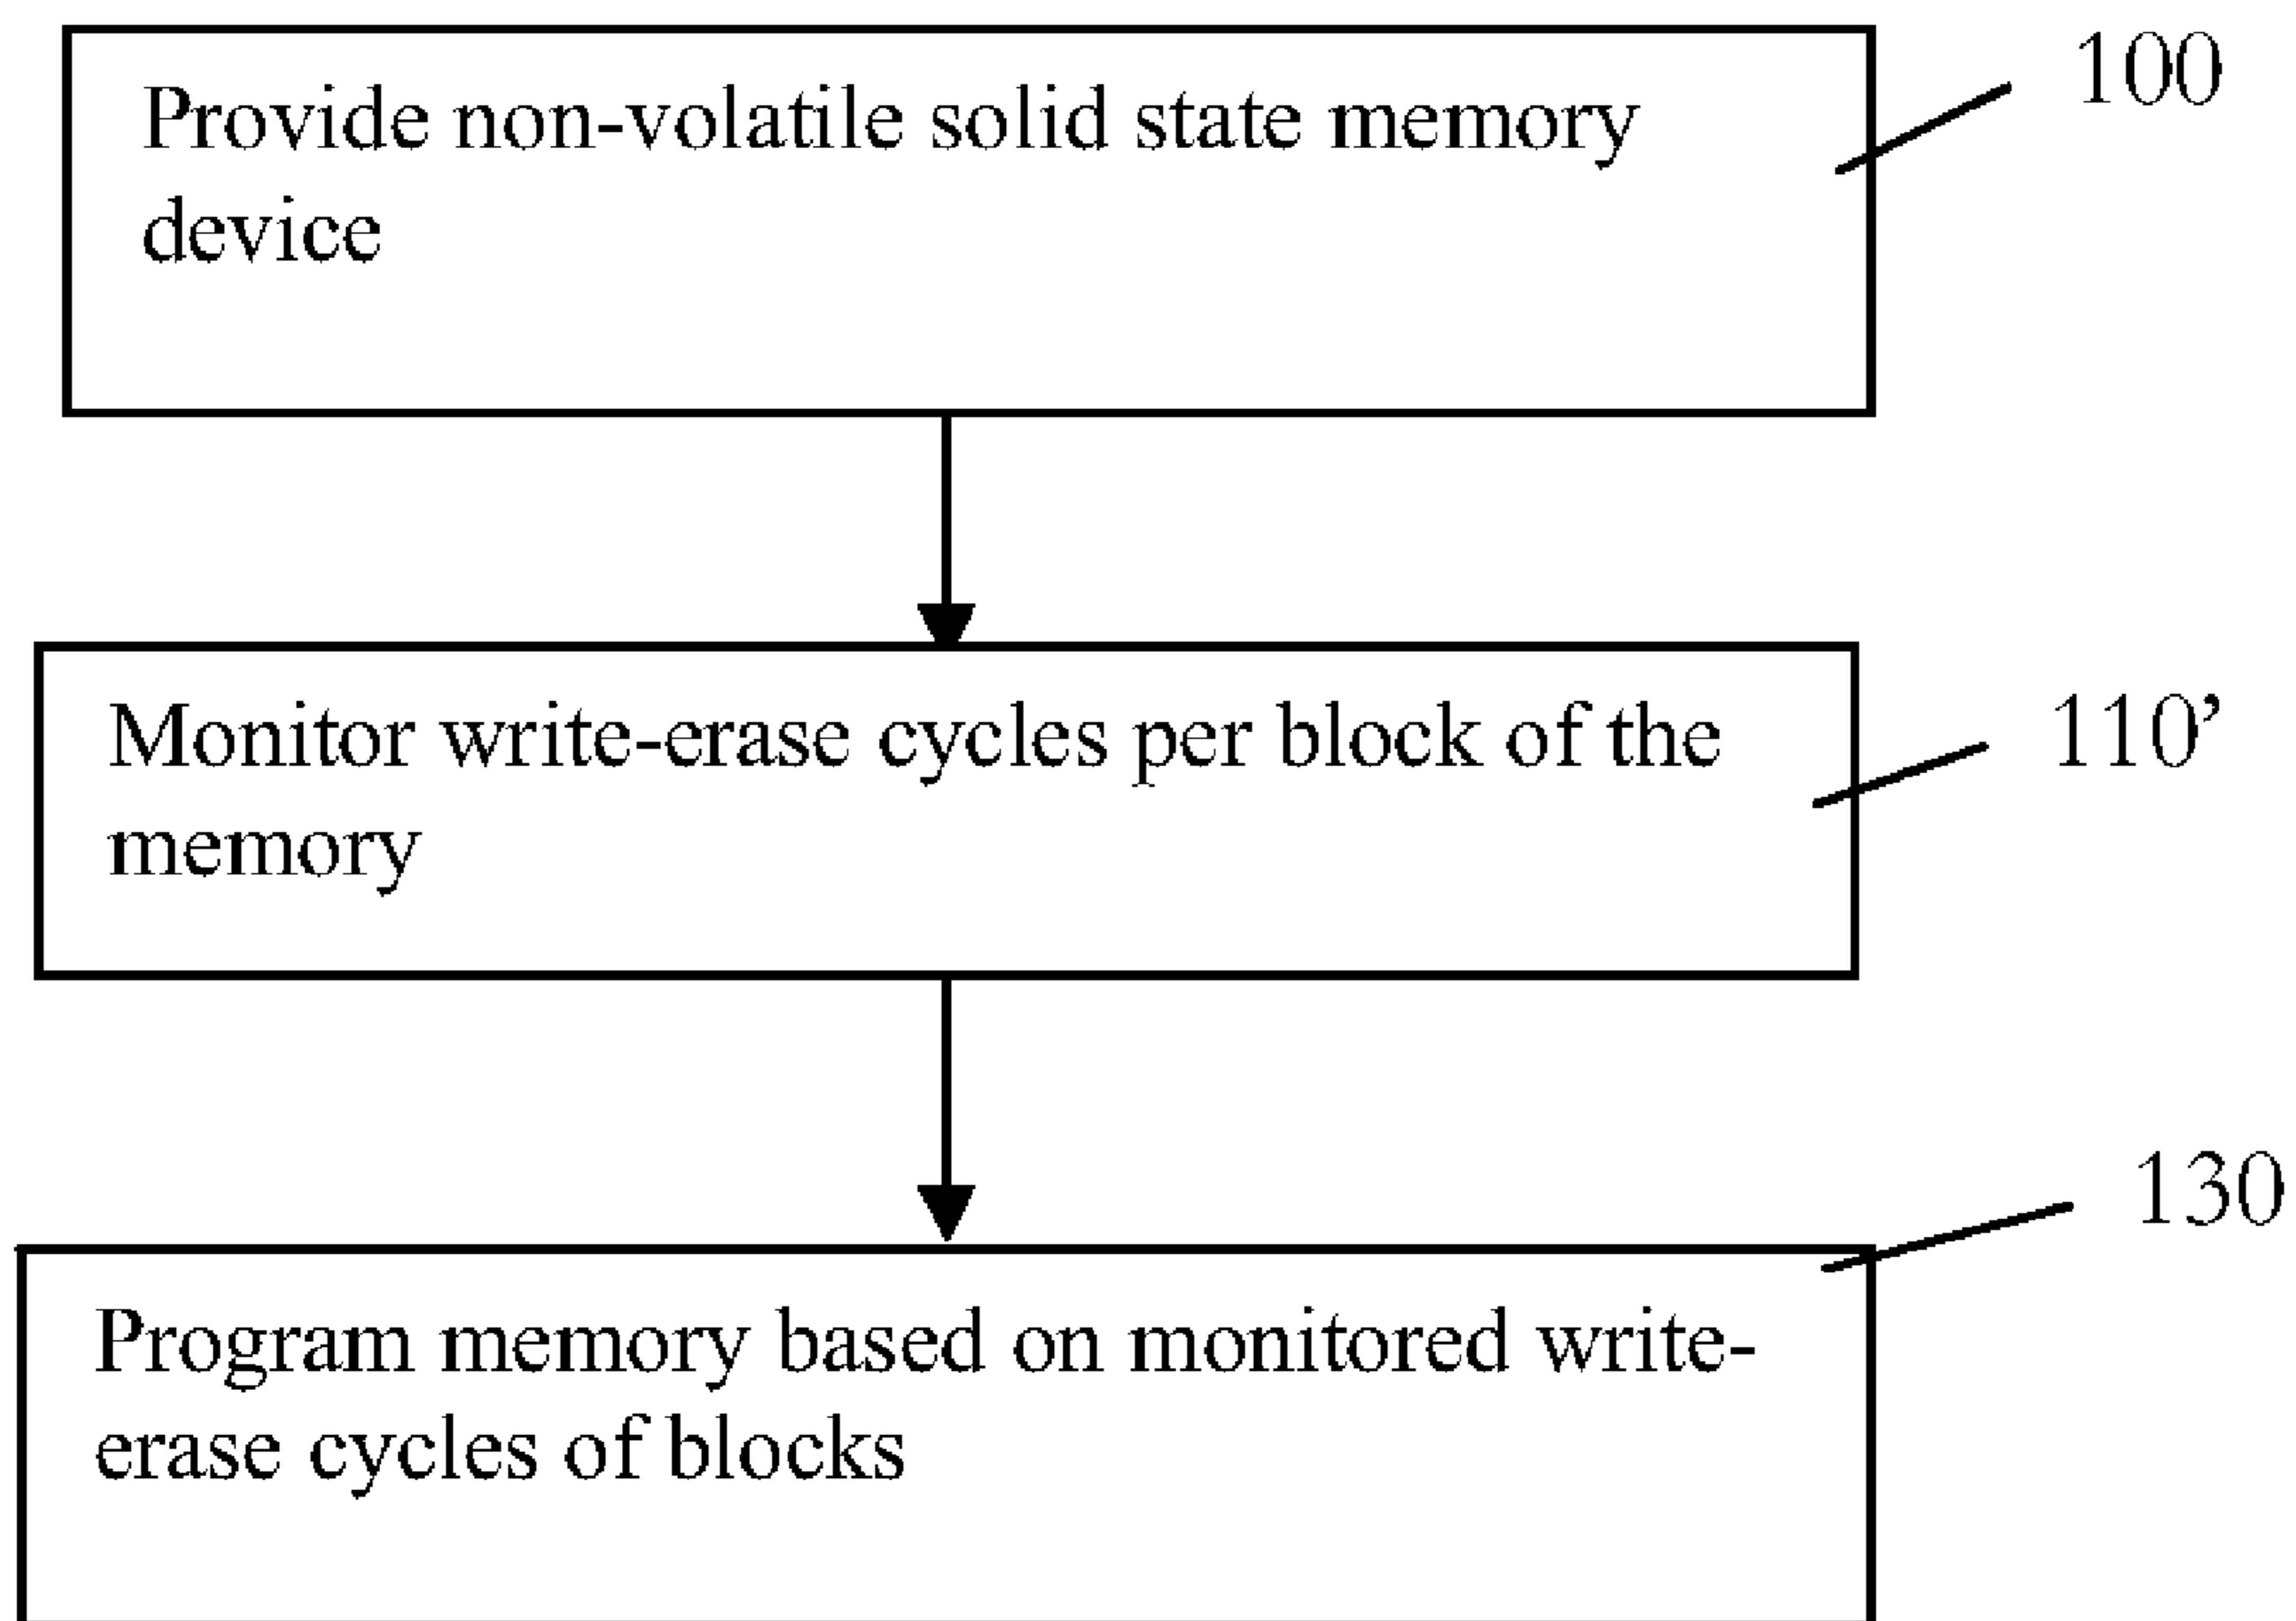 Provide non-volatile solid state memory
device
100
Monitor write-erase cycles per block of the
memory
110’
130
Program memory based on monitored write-
erase cycles of blocks